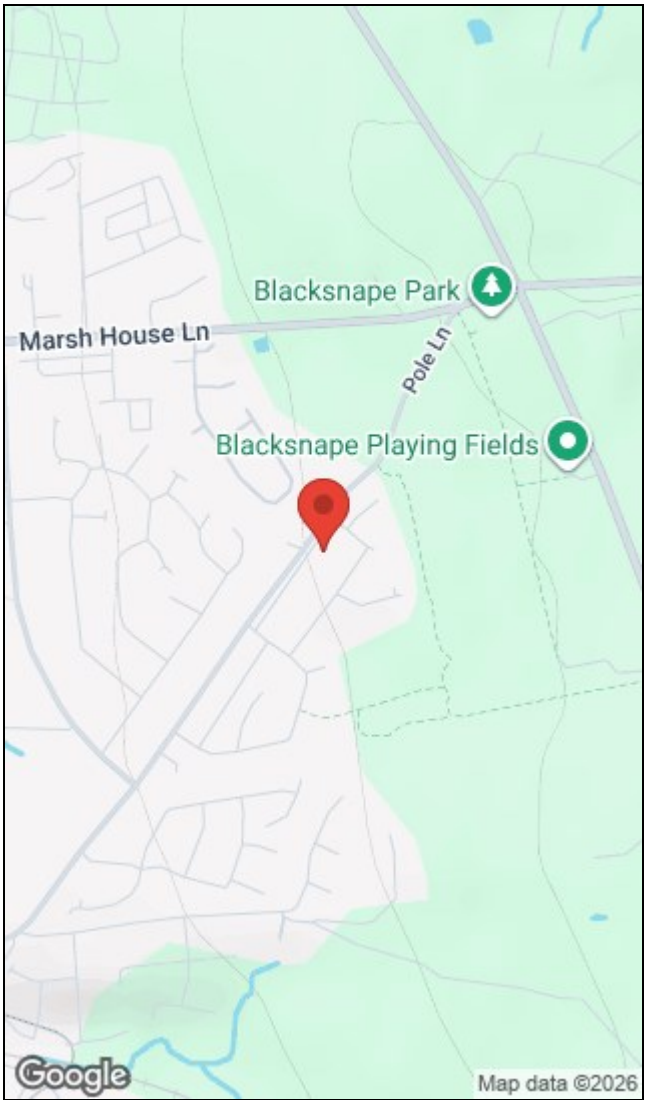 Blacksnape Park
Marsh House Ln
Pole Ln
Blacksnape Playing Fields
Google
Map data ©2026